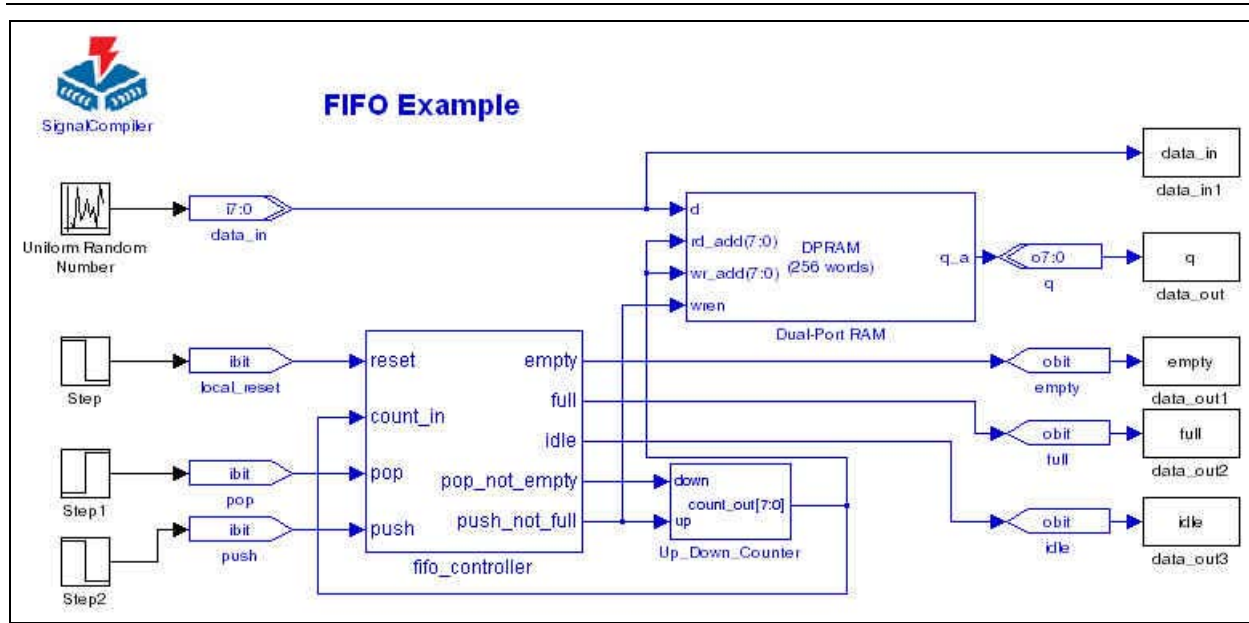 SignalCompiler
FIFO Example
data_in
data_in1
i7:0
data_in
Uniform Random
Number
d
rd_add(7:0)
wr_add(7:0)
wren
DPRAM
(256 words)
q_a
Dual-Port RAM
o7:0
q
q
data_out
Step
ibit
local_reset
reset
count_in
pop
push
empty
full
idle
pop_not_empty
push_not_full
fifo_controller
Step1
ibit
pop
ibit
push
Step2
down
count_out[7:0]
up
Up_Down_Counter
obit
empty
empty
data_out1
obit
full
full
data_out2
obit
idle
idle
data_out3